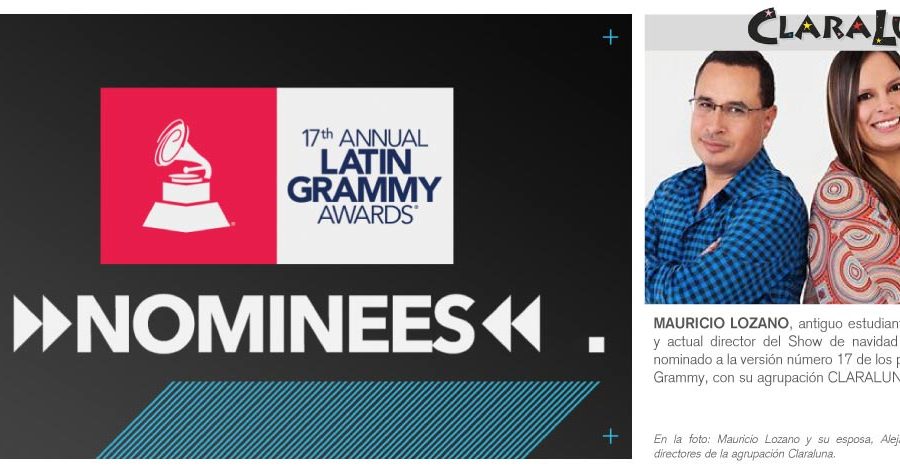 17th ANNUAL
LATIN
GRAMMY
AWARDS®
NOMINEES .
CLARALU
MAURICIO LOZANO, antiguo estudiant
y actual director del Show de navidad
nominado a la versión número 17 de los p
Grammy, con su agrupación CLARALUN
En la foto: Mauricio Lozano y su esposa, Alej
directores de la agrupación Claraluna.